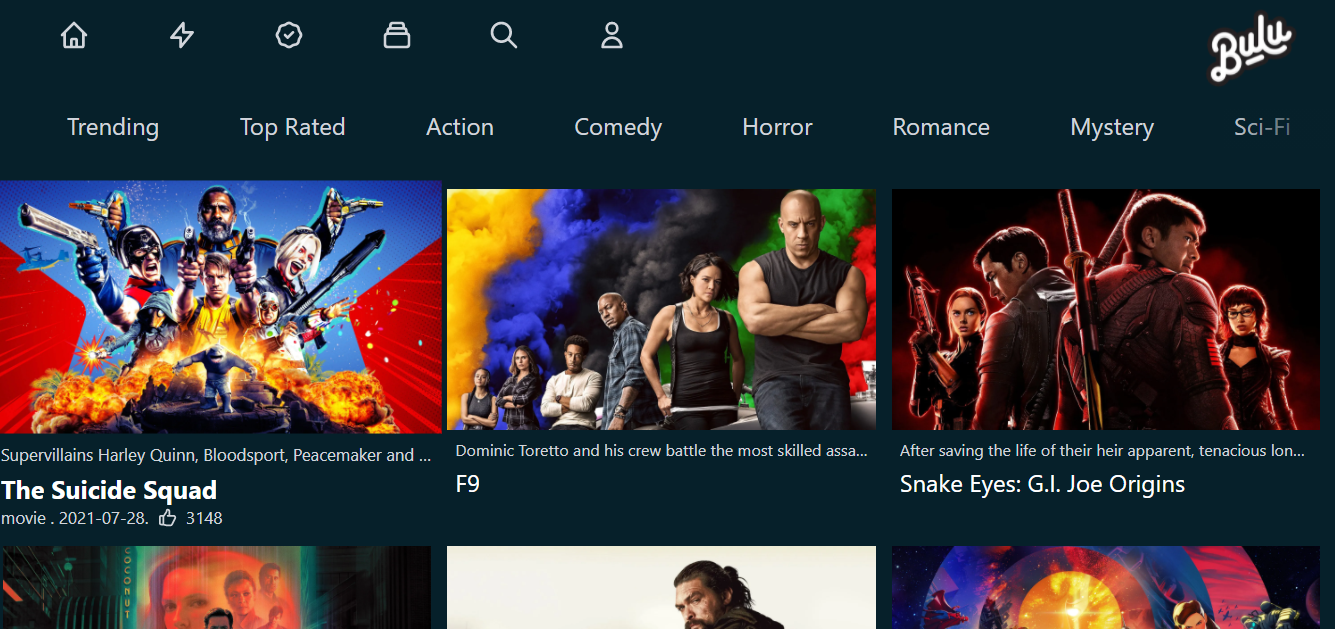 Bulu
Trending Top Rated Action Comedy Horror Romance Mystery Sci-Fi
Supervillains Harley Quinn, Bloodsport, Peacemaker and ...
The Suicide Squad
movie . 2021-07-28. 3148
Dominic Toretto and his crew battle the most skilled assa...
F9
After saving the life of their heir apparent, tenacious lon...
Snake Eyes: G.I. Joe Origins
COCONUT